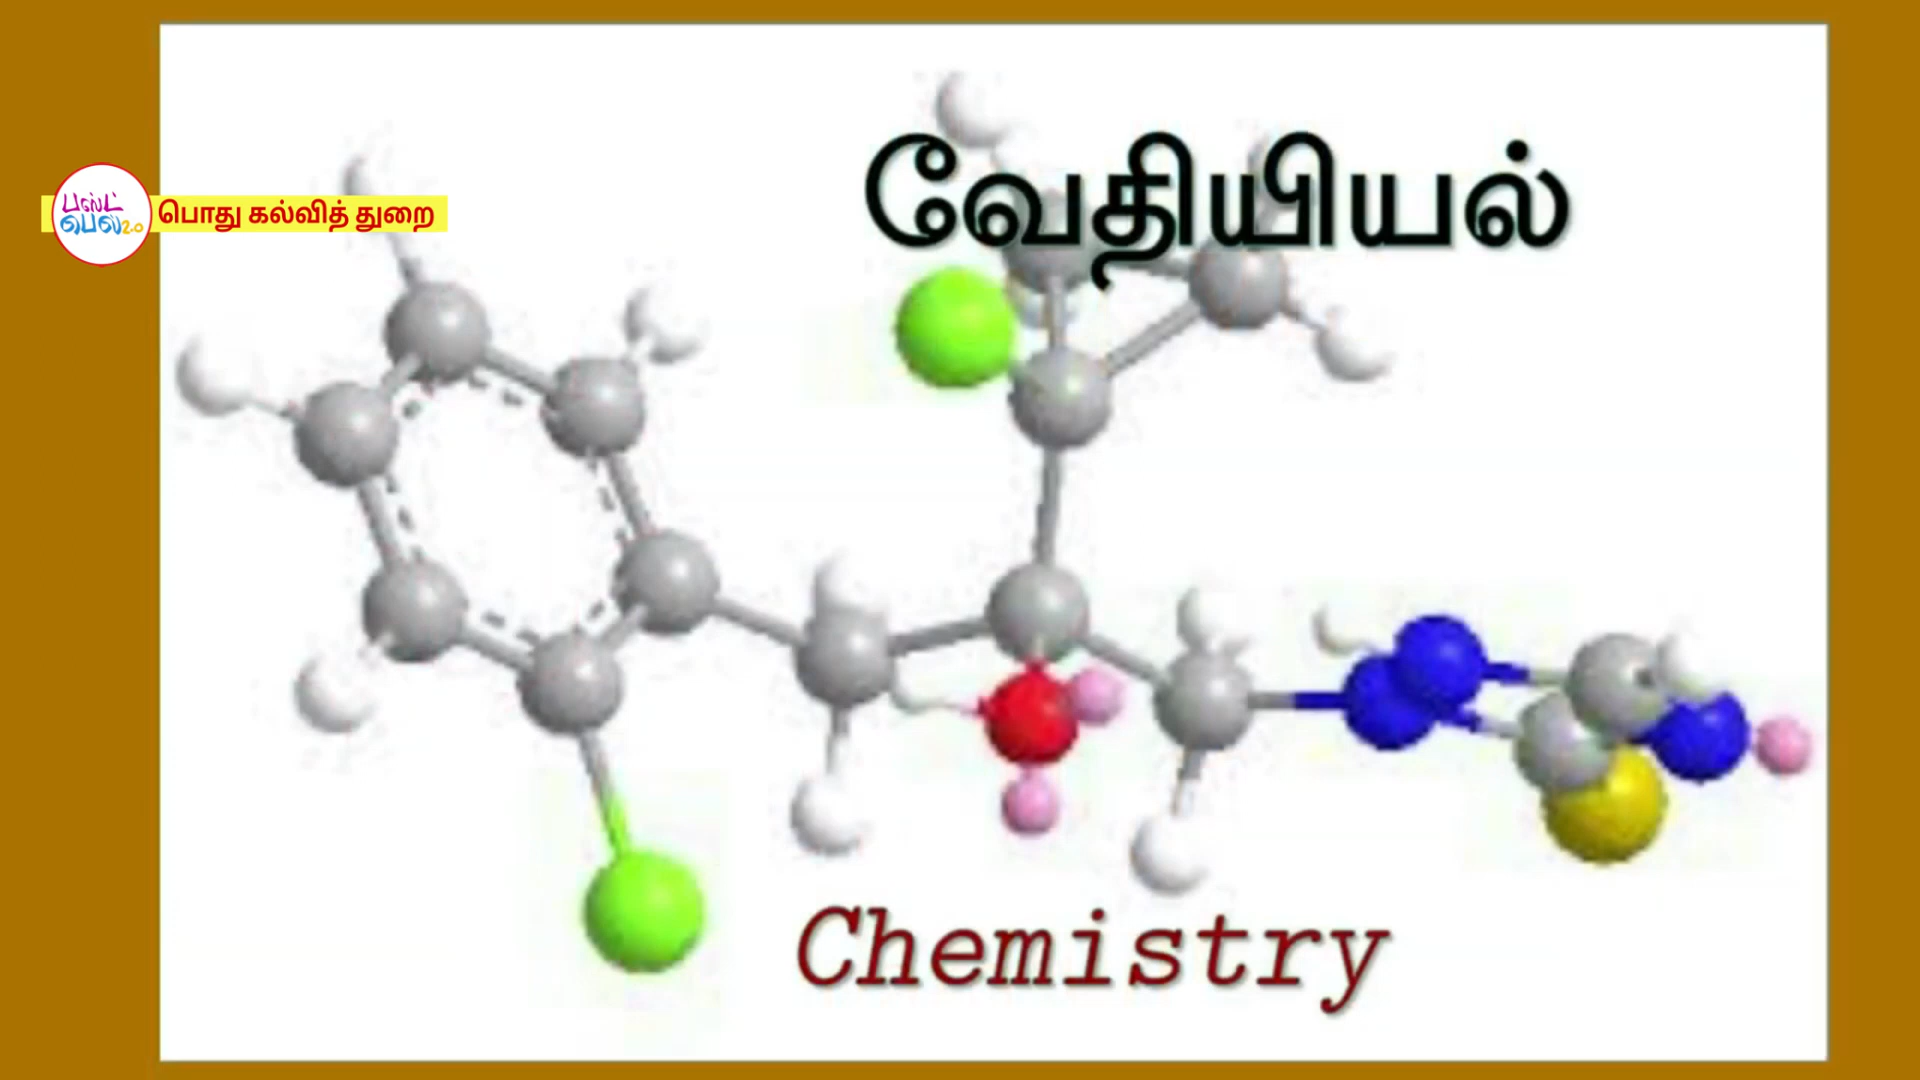 வேதியியல்
பஸ்ட்
பெல் 2.0
பொது கல்வித் துறை
Chemistry